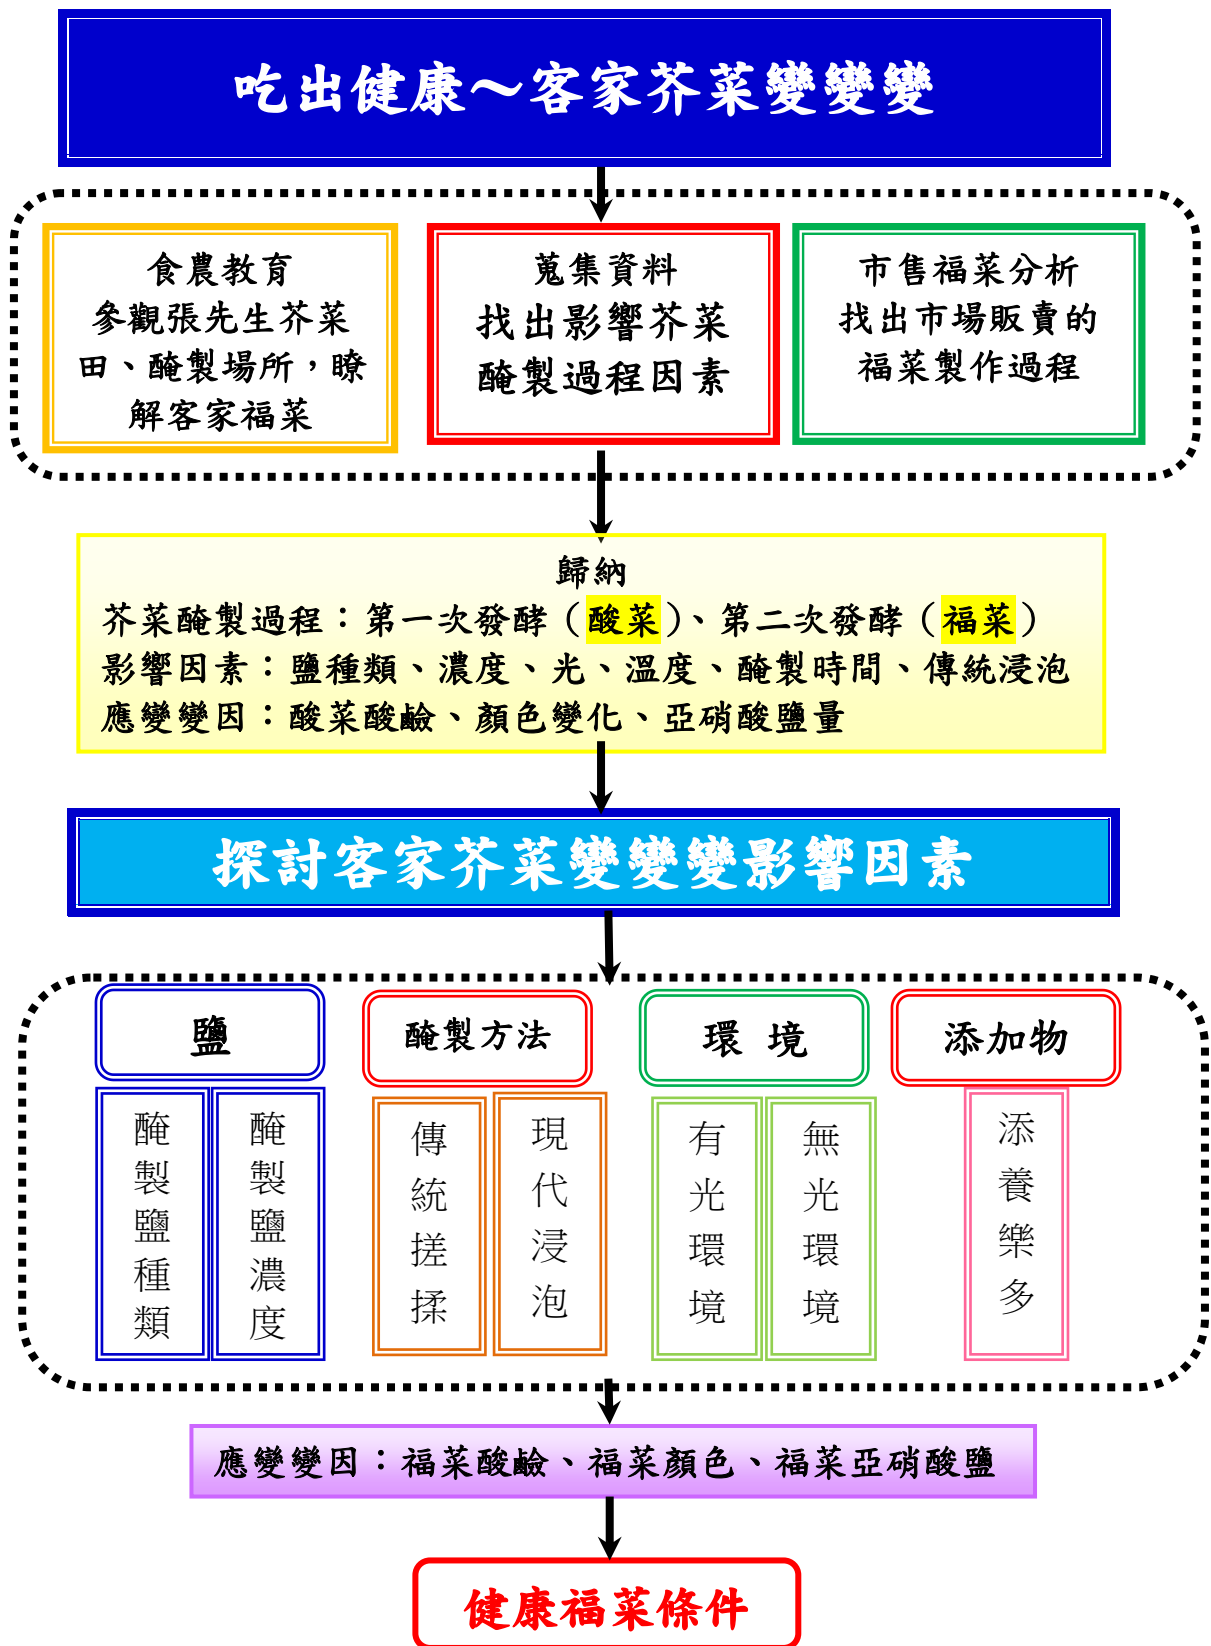 吃出健康～客家芥菜變變變
食農教育
參觀張先生芥菜
田、醃製場所，瞭
解客家福菜
蒐集資料
找出影響芥菜
醃製過程因素
市售福菜分析
找出市場販賣的
福菜製作過程
歸納
芥菜醃製過程：第一次發酵（酸菜）、第二次發酵（福菜）
影響因素：鹽種類、濃度、光、溫度、醃製時間、傳統浸泡
應變變因：酸菜酸鹼、顏色變化、亞硝酸鹽量
探討客家芥菜變變變影響因素
鹽
醃製鹽種類
醃製鹽濃度
醃製方法
傳統搓揉
現代浸泡
環 境
有光環境
無光環境
添加物
添養樂多
應變變因：福菜酸鹼、福菜顏色、福菜亞硝酸鹽
健康福菜條件